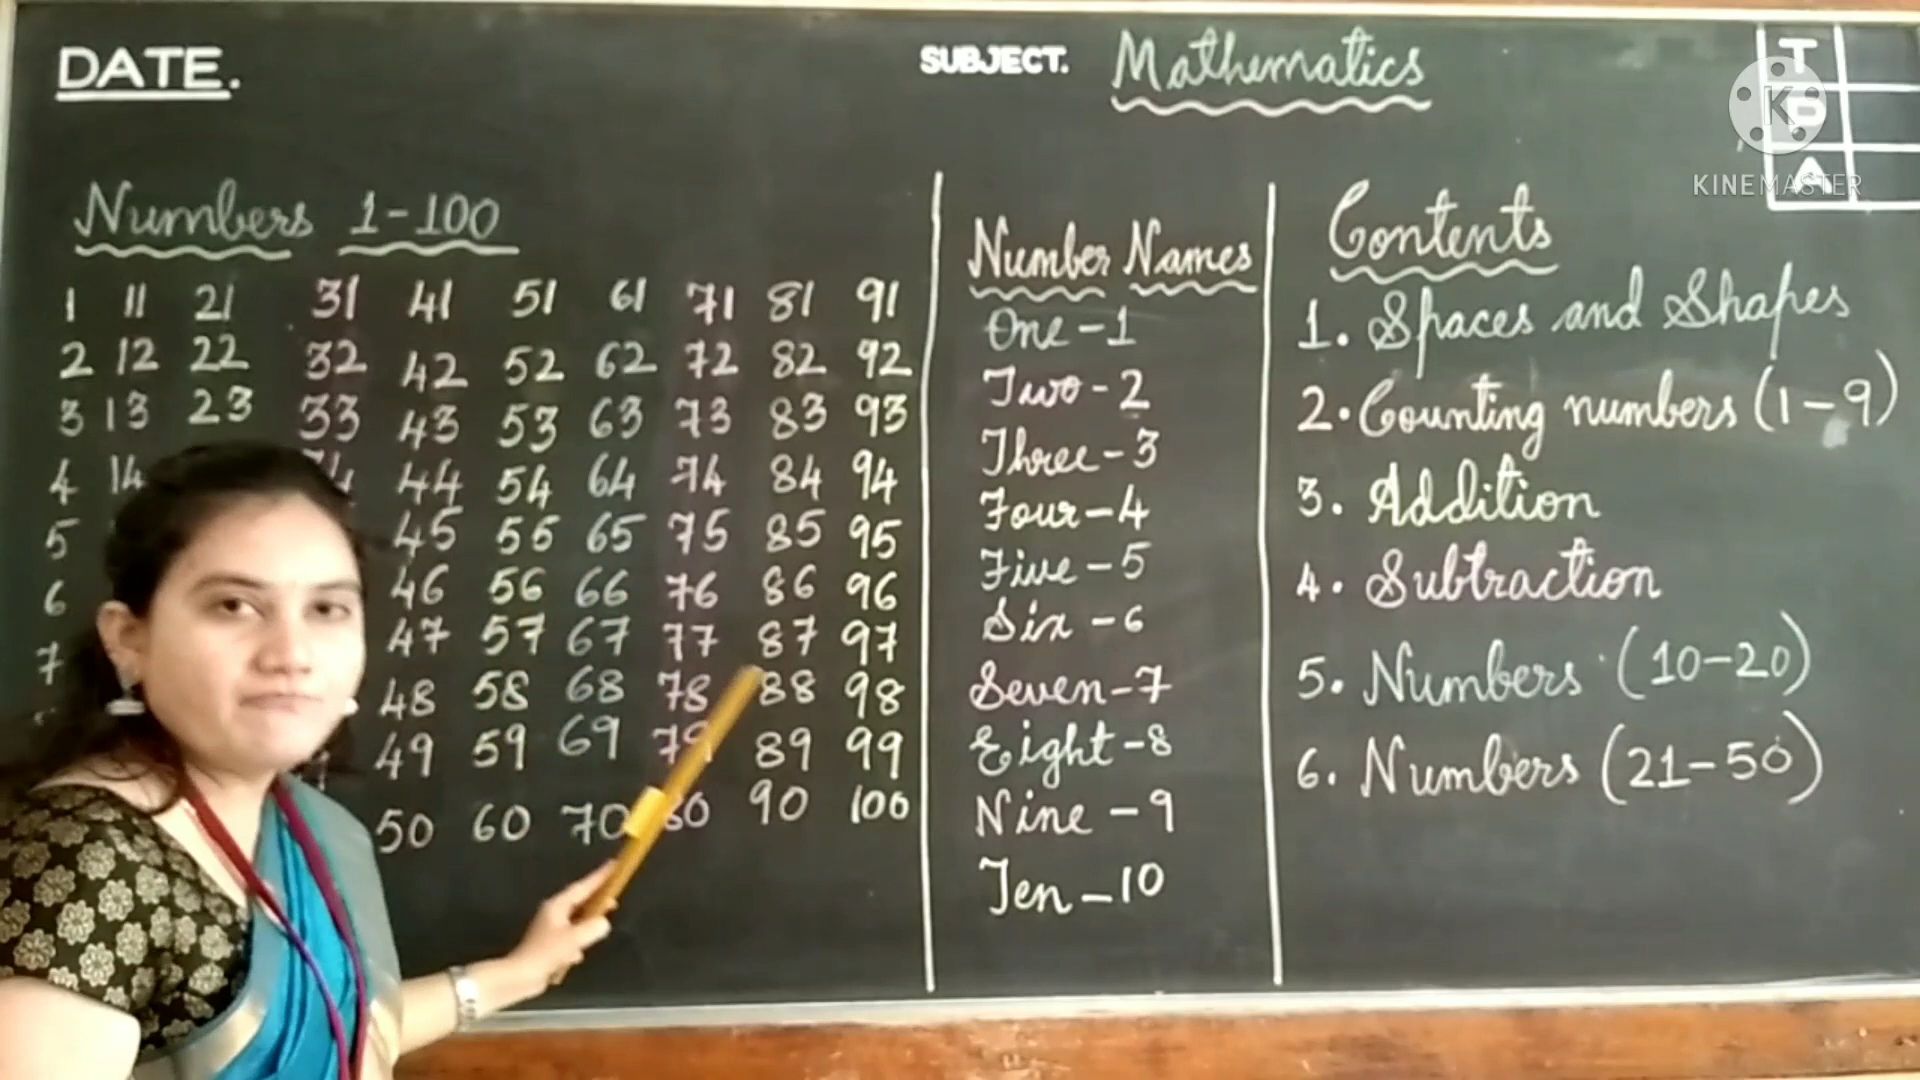 DATE.
SUBJECT. Mathematics
T
B
A
KINEMASTER
Numbers 1-100
1 11 21 31 41 51 61 71 81 91
2 12 22 32 42 52 62 72 82 92
3 13 23 33 43 53 63 73 83 93
4 14 44 54 64 74 84 94
5 45 55 65 75 85 95
6 46 56 66 76 86 96
7 47 57 67 77 87 97
48 58 68 78 88 98
49 59 69 79 89 99
50 60 70 80 90 100
Number Names
One - 1
Two - 2
Three - 3
Four - 4
Five - 5
Six - 6
Seven - 7
Eight - 8
Nine - 9
Ten - 10
Contents
1. Spaces and Shapes
2. Counting numbers (1-9)
3. Addition
4. Subtraction
5. Numbers (10-20)
6. Numbers (21-50)